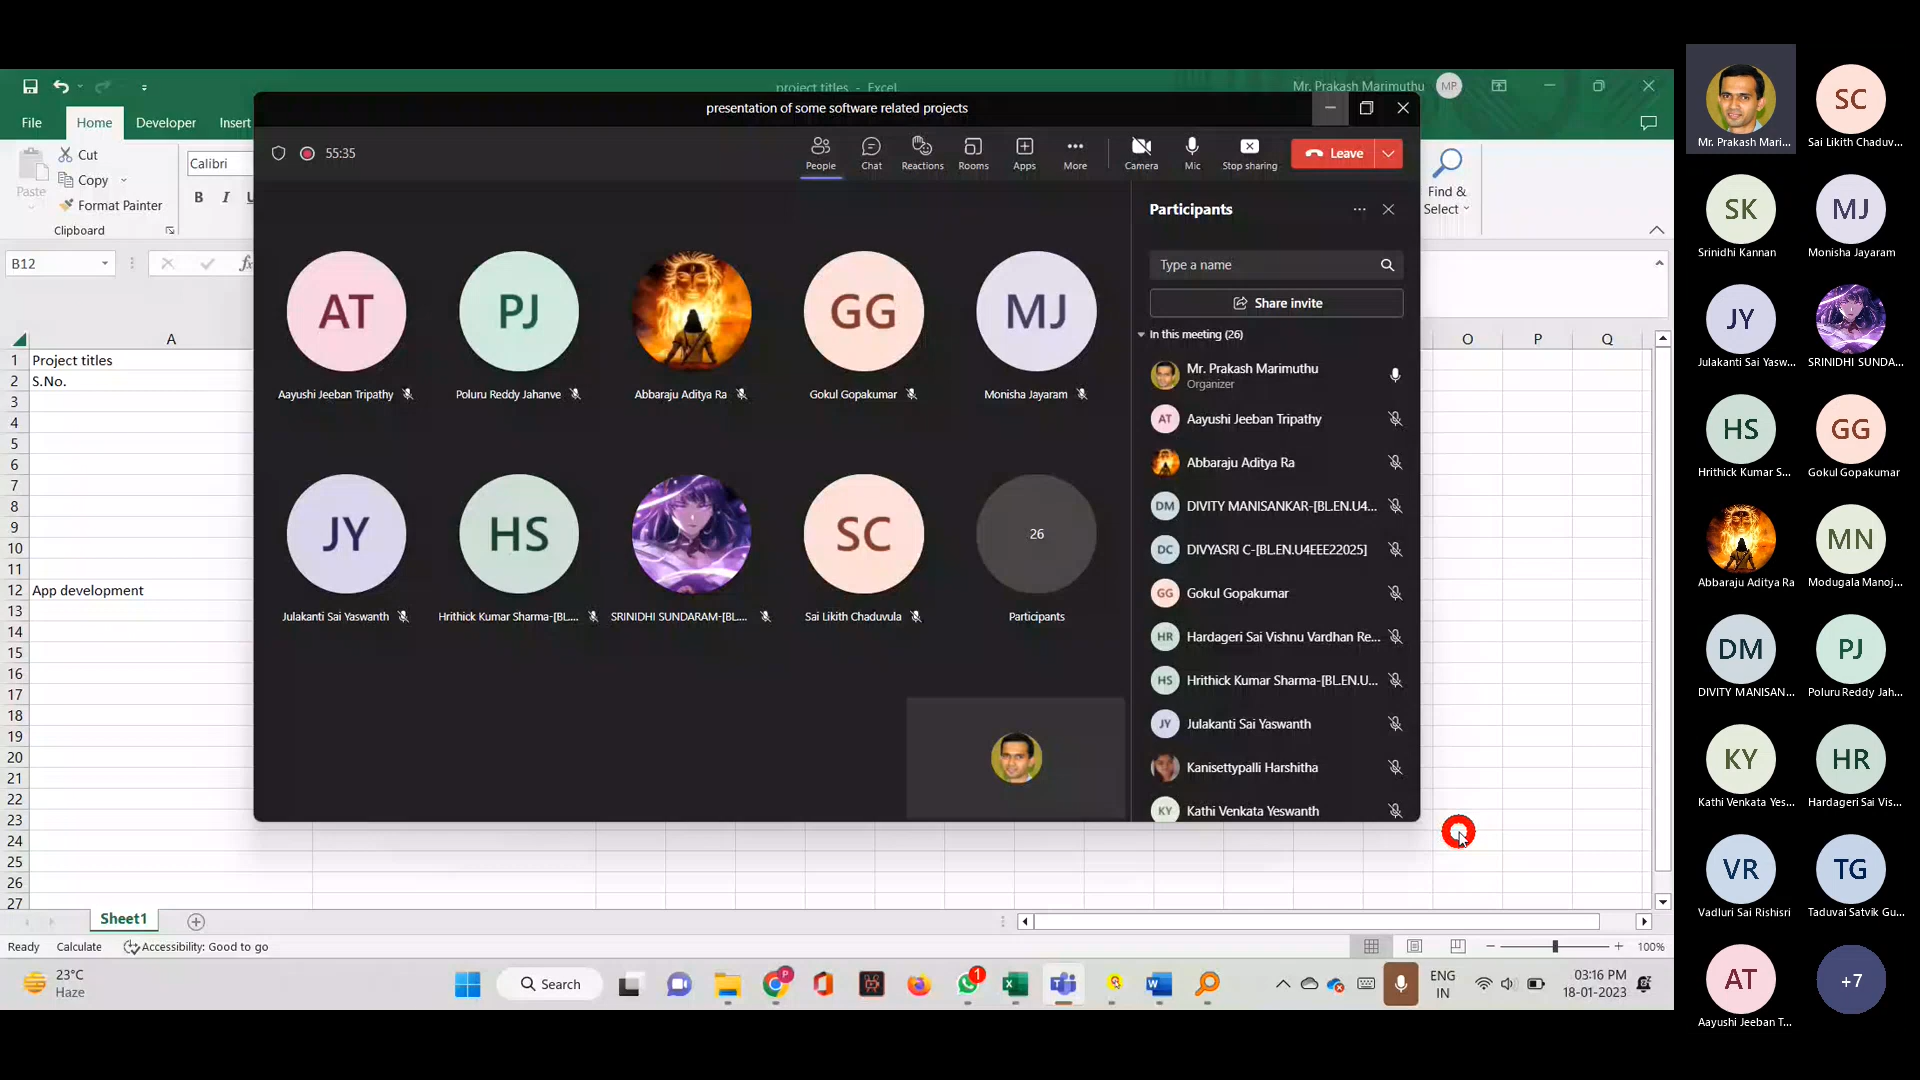 project titles - Excel
Mr. Prakash Marimuthu
MP
File
Home
Developer
Insert
Cut
Copy
Paste
Format Painter
Clipboard
Calibri
B
I
U
Find &
Select
B12
A
O
P
Q
1
Project titles
2
S.No.
3
4
5
6
7
8
9
10
11
12
App development
13
14
15
16
17
18
19
20
21
22
23
24
25
26
27
Sheet1
Ready
Calculate
Accessibility: Good to go
100%
presentation of some software related projects
55:35
People
Chat
Reactions
Rooms
Apps
More
Camera
Mic
Stop sharing
Leave
AT
PJ
GG
MJ
Aayushi Jeeban Tripathy
Poluru Reddy Jahanve
Abbaraju Aditya Ra
Gokul Gopakumar
Monisha Jayaram
JY
HS
SC
26
Julakanti Sai Yaswanth
Hrithick Kumar Sharma-[BL...
SRINIDHI SUNDARAM-[BL...
Sai Likith Chaduvula
Participants
Participants
Type a name
Share invite
In this meeting (26)
Mr. Prakash Marimuthu
Organizer
AT
Aayushi Jeeban Tripathy
Abbaraju Aditya Ra
DM
DIVITY MANISANKAR-[BL.EN.U4...
DC
DIVYASRI C-[BL.EN.U4EEE22025]
GG
Gokul Gopakumar
HR
Hardageri Sai Vishnu Vardhan Re...
HS
Hrithick Kumar Sharma-[BL.EN.U...
JY
Julakanti Sai Yaswanth
Kanisettypalli Harshitha
KY
Kathi Venkata Yeswanth
23°C
Haze
Search
P
1
ENG
IN
03:16 PM
18-01-2023
SC
Mr. Prakash Mari...
Sai Likith Chaduv...
SK
MJ
Srinidhi Kannan
Monisha Jayaram
JY
Julakanti Sai Yasw...
SRINIDHI SUNDA...
HS
GG
Hrithick Kumar S...
Gokul Gopakumar
MN
Abbaraju Aditya Ra
Modugala Manoj...
DM
PJ
DIVITY MANISAN...
Poluru Reddy Jah...
KY
HR
Kathi Venkata Yes...
Hardageri Sai Vis...
VR
TG
Vadluri Sai Rishisri
Taduvai Satvik Gu...
AT
+7
Aayushi Jeeban T...